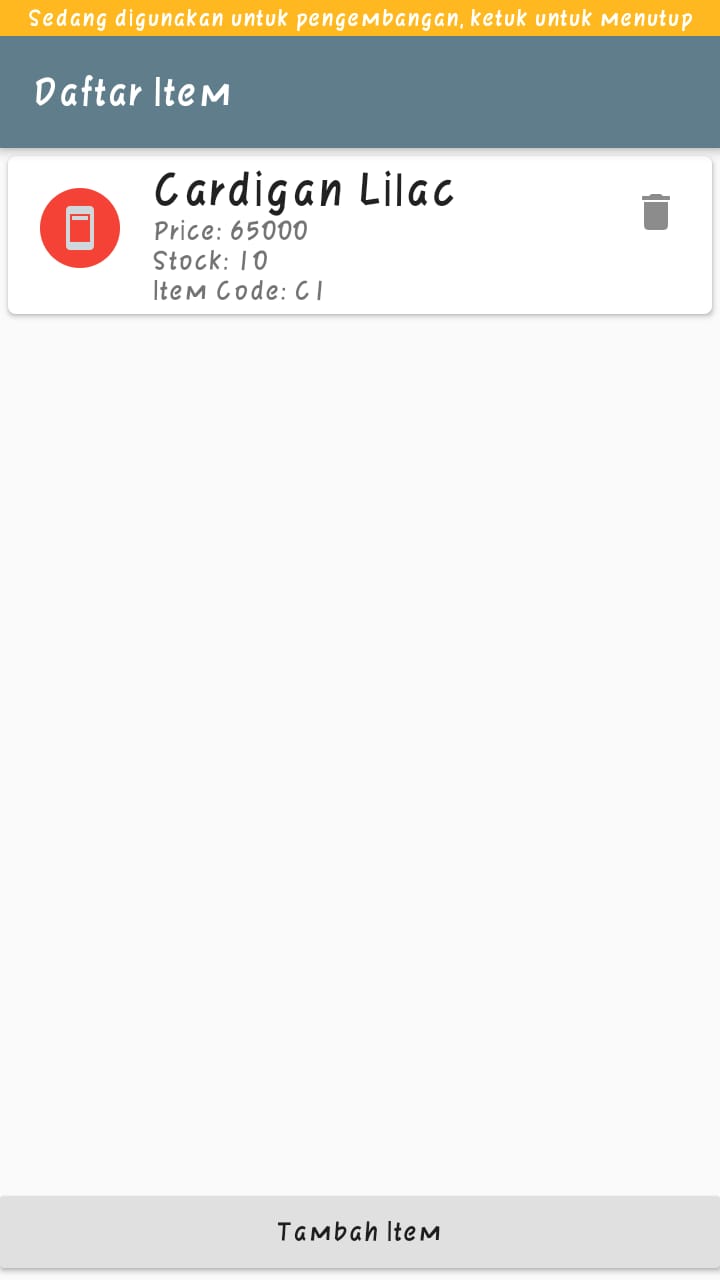 Sedang digunakan untuk pengembangan, ketuk untuk menutup
Daftar Item
Cardigan Lilac
Price: 65000
Stock: 10
Item Code: C1
Tambah Item